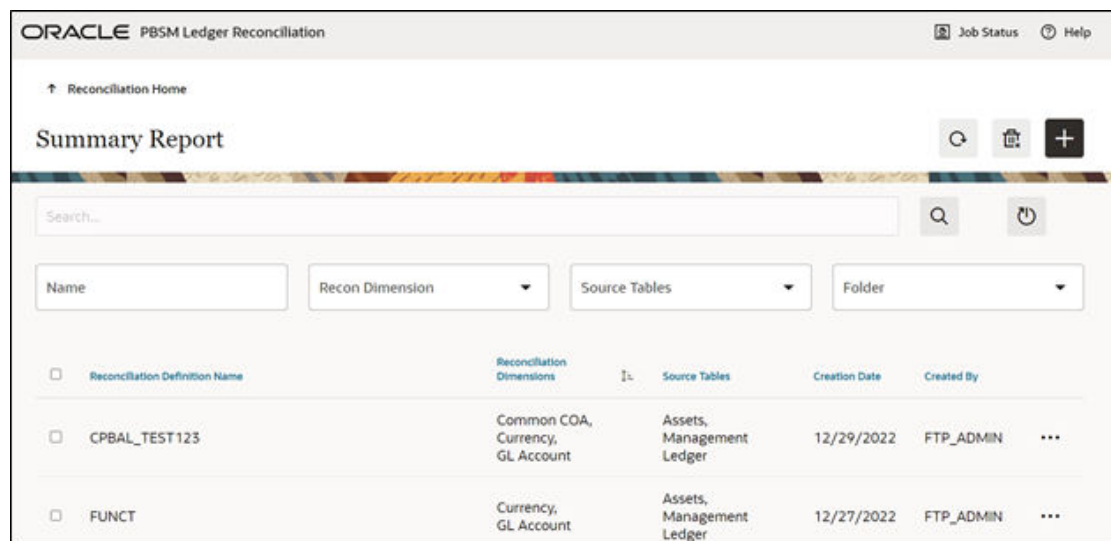 ORACLE PBSM Ledger Reconciliation Job Status Help
Reconciliation Home
Summary Report
Search...
Name Recon Dimension Source Tables Folder
Reconciliation Definition Name Reconciliation Dimensions Source Tables Creation Date Created By
CPBAL_TEST123 Common COA, Currency, GL Account Assets, Management Ledger 12/29/2022 FTP_ADMIN
FUNCT Currency, GL Account Assets, Management Ledger 12/27/2022 FTP_ADMIN